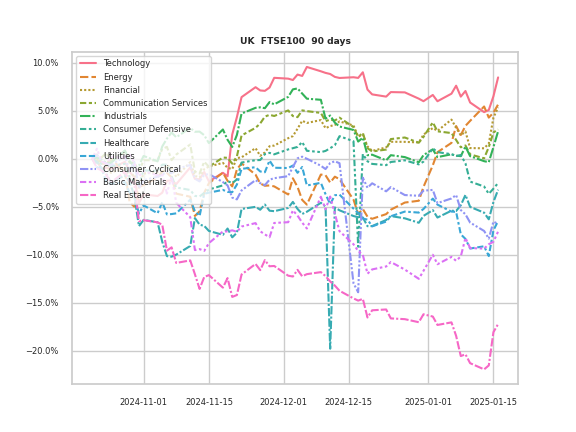 UK  FTSE100  90 days
10.0%
5.0%
0.0%
−5.0%
−10.0%
−15.0%
−20.0%
Technology
Energy
Financial
Communication Services
Industrials
Consumer Defensive
Healthcare
Utilities
Consumer Cyclical
Basic Materials
Real Estate
2024-11-01
2024-11-15
2024-12-01
2024-12-15
2025-01-01
2025-01-15